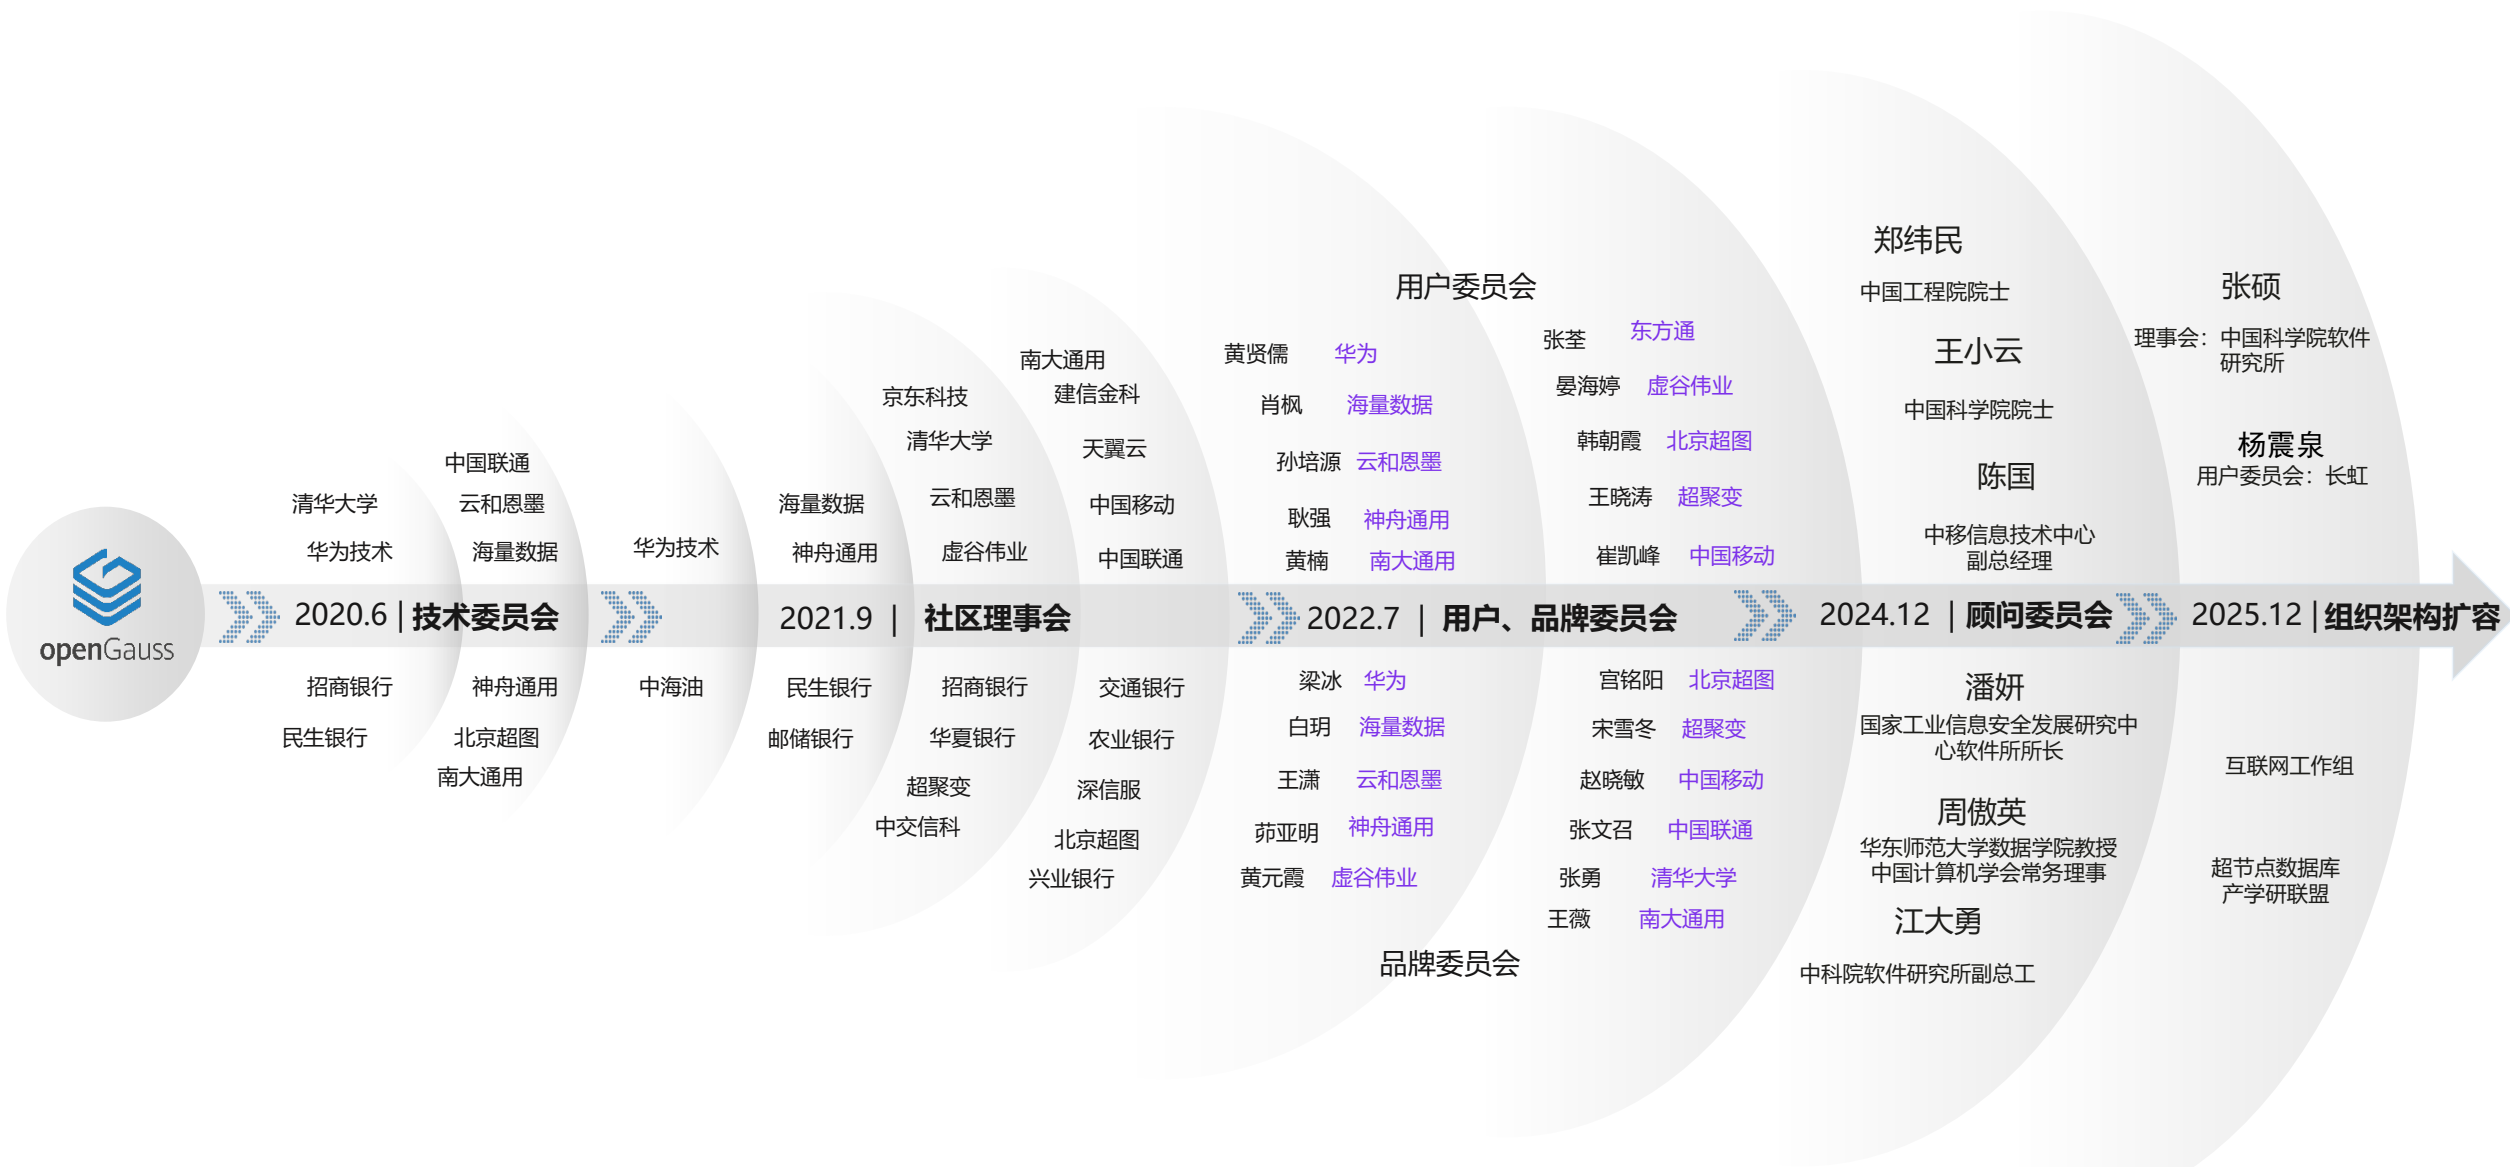 openGauss
2020.6 | 技术委员会
清华大学
华为技术
招商银行
民生银行
中国联通
云和恩墨
海量数据
神舟通用
北京超图
南大通用
华为技术
中海油
2021.9 | 社区理事会
海量数据
神舟通用
民生银行
邮储银行
京东科技
清华大学
云和恩墨
虚谷伟业
招商银行
华夏银行
超聚变
中交信科
南大通用
建信金科
天翼云
中国移动
中国联通
交通银行
农业银行
深信服
北京超图
兴业银行
2022.7 | 用户、品牌委员会
用户委员会
黄贤儒 华为
肖枫 海量数据
孙培源 云和恩墨
耿强 神舟通用
黄楠 南大通用
张荃 东方通
晏海婷 虚谷伟业
韩朝霞 北京超图
王晓涛 超聚变
崔凯峰 中国移动
梁冰 华为
白玥 海量数据
王潇 云和恩墨
茆亚明 神舟通用
黄元霞 虚谷伟业
宫铭阳 北京超图
宋雪冬 超聚变
赵晓敏 中国移动
张文召 中国联通
张勇 清华大学
王薇 南大通用
品牌委员会
2024.12 | 顾问委员会
郑纬民
中国工程院院士
王小云
中国科学院院士
陈国
中移信息技术中心
副总经理
潘妍
国家工业信息安全发展研究中
心软件所所长
周傲英
华东师范大学数据学院教授
中国计算机学会常务理事
江大勇
中科院软件研究所副总工
2025.12 | 组织架构扩容
张硕
理事会：中国科学院软件
研究所
杨震泉
用户委员会：长虹
互联网工作组
超节点数据库
产学研联盟